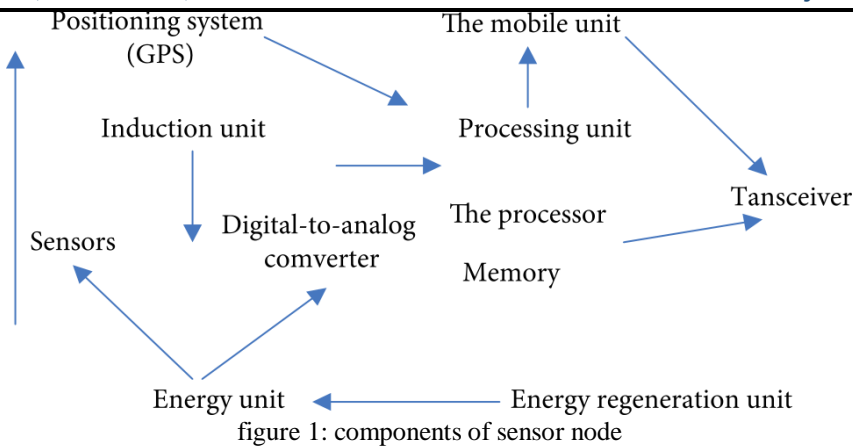 Positioning system
(GPS)
The mobile unit
Induction unit
Processing unit
Tansceiver
The processor
Digital-to-analog
comverter
Sensors
Memory
Energy unit
Energy regeneration unit
figure 1: components of sensor node